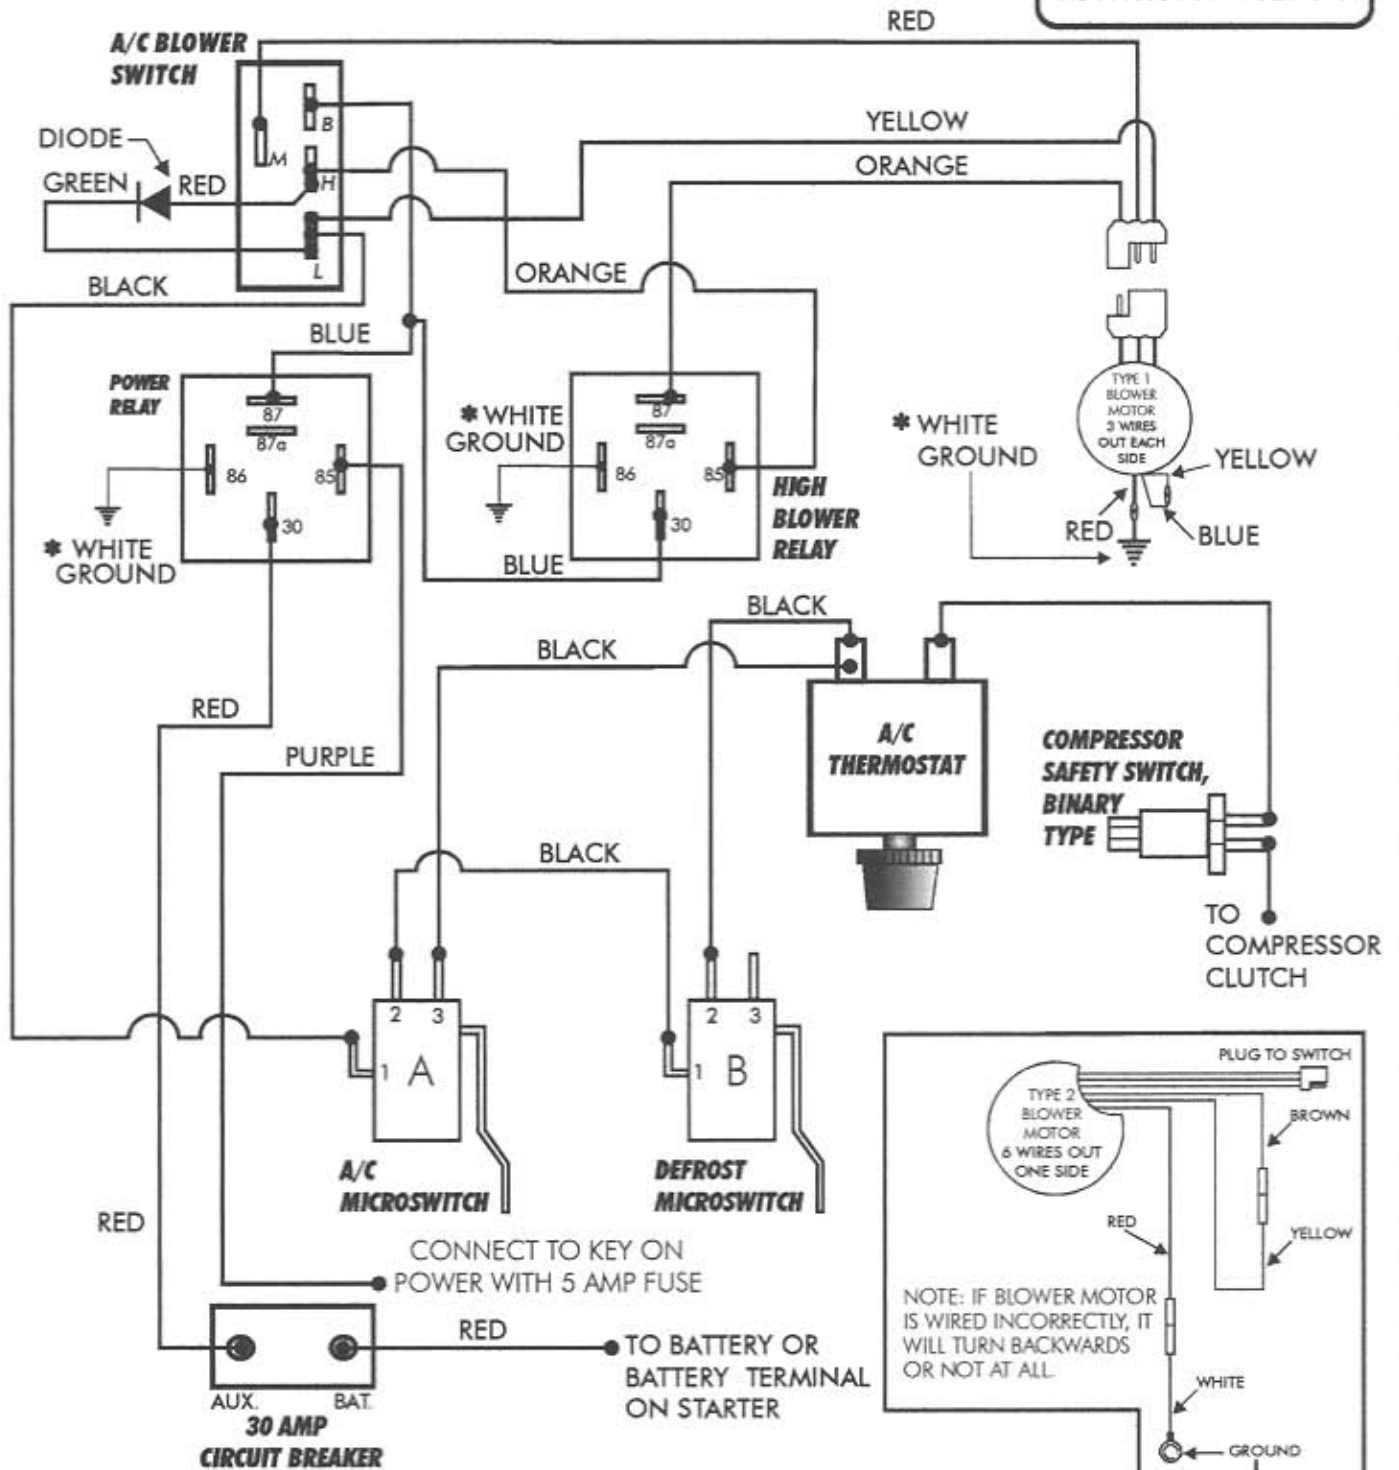 RED
A/C BLOWER
SWITCH
B
M
H
L
DIODE
GREEN
RED
YELLOW
ORANGE
BLACK
ORANGE
BLUE
POWER
RELAY
87
87a
86
85
30
* WHITE
GROUND
* WHITE
GROUND
87
87a
86
85
30
HIGH
BLOWER
RELAY
BLUE
TYPE 1
BLOWER
MOTOR
3 WIRES
OUT EACH
SIDE
* WHITE
GROUND
YELLOW
RED
BLUE
BLACK
BLACK
RED
PURPLE
A/C
THERMOSTAT
COMPRESSOR
SAFETY SWITCH,
BINARY
TYPE
BLACK
TO
COMPRESSOR
CLUTCH
2 3
1 A
A/C
MICROSWITCH
2 3
1 B
DEFROST
MICROSWITCH
RED
CONNECT TO KEY ON
POWER WITH 5 AMP FUSE
RED
TO BATTERY OR
BATTERY TERMINAL
ON STARTER
AUX. BAT.
30 AMP
CIRCUIT BREAKER
PLUG TO SWITCH
TYPE 2
BLOWER
MOTOR
6 WIRES OUT
ONE SIDE
BROWN
RED
YELLOW
NOTE: IF BLOWER MOTOR
IS WIRED INCORRECTLY, IT
WILL TURN BACKWARDS
OR NOT AT ALL.
WHITE
GROUND